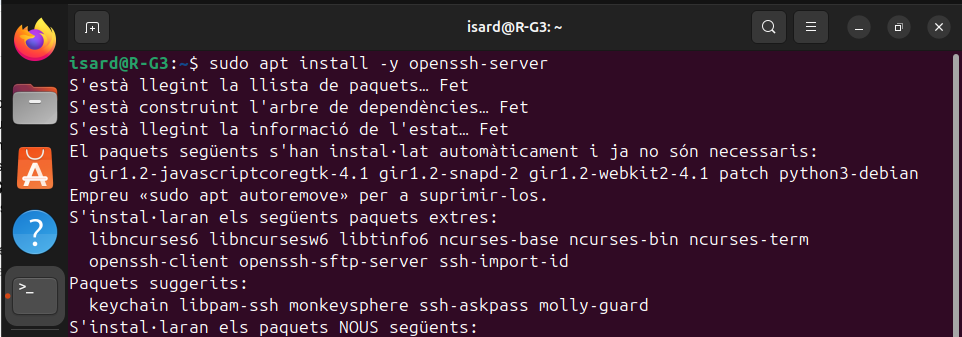 isard@R-G3: ~
isard@R-G3:~$ sudo apt install -y openssh-server
S'està llegint la llista de paquets… Fet
S'està construint l'arbre de dependències… Fet
S'està llegint la informació de l'estat… Fet
El paquets següents s'han instal·lat automàticament i ja no són necessaris:
gir1.2-javascriptcoregtk-4.1 gir1.2-snapd-2 gir1.2-webkit2-4.1 patch python3-debian
Empreu «sudo apt autoremove» per a suprimir-los.
S'instal·laran els següents paquets extres:
libncurses6 libncursesw6 libtinfo6 ncurses-base ncurses-bin ncurses-term
openssh-client openssh-sftp-server ssh-import-id
Paquets suggerits:
keychain libpam-ssh monkeysphere ssh-askpass molly-guard
S'instal·laran els paquets NOUS següents: